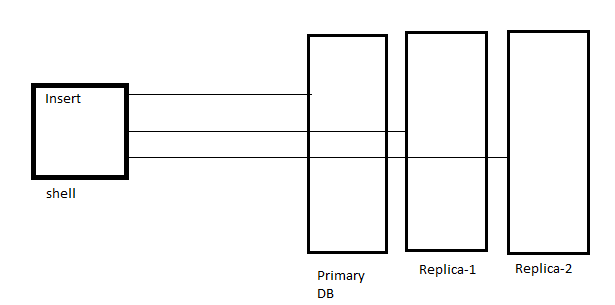 Insert
shell
Primary
DB
Replica-1
Replica-2